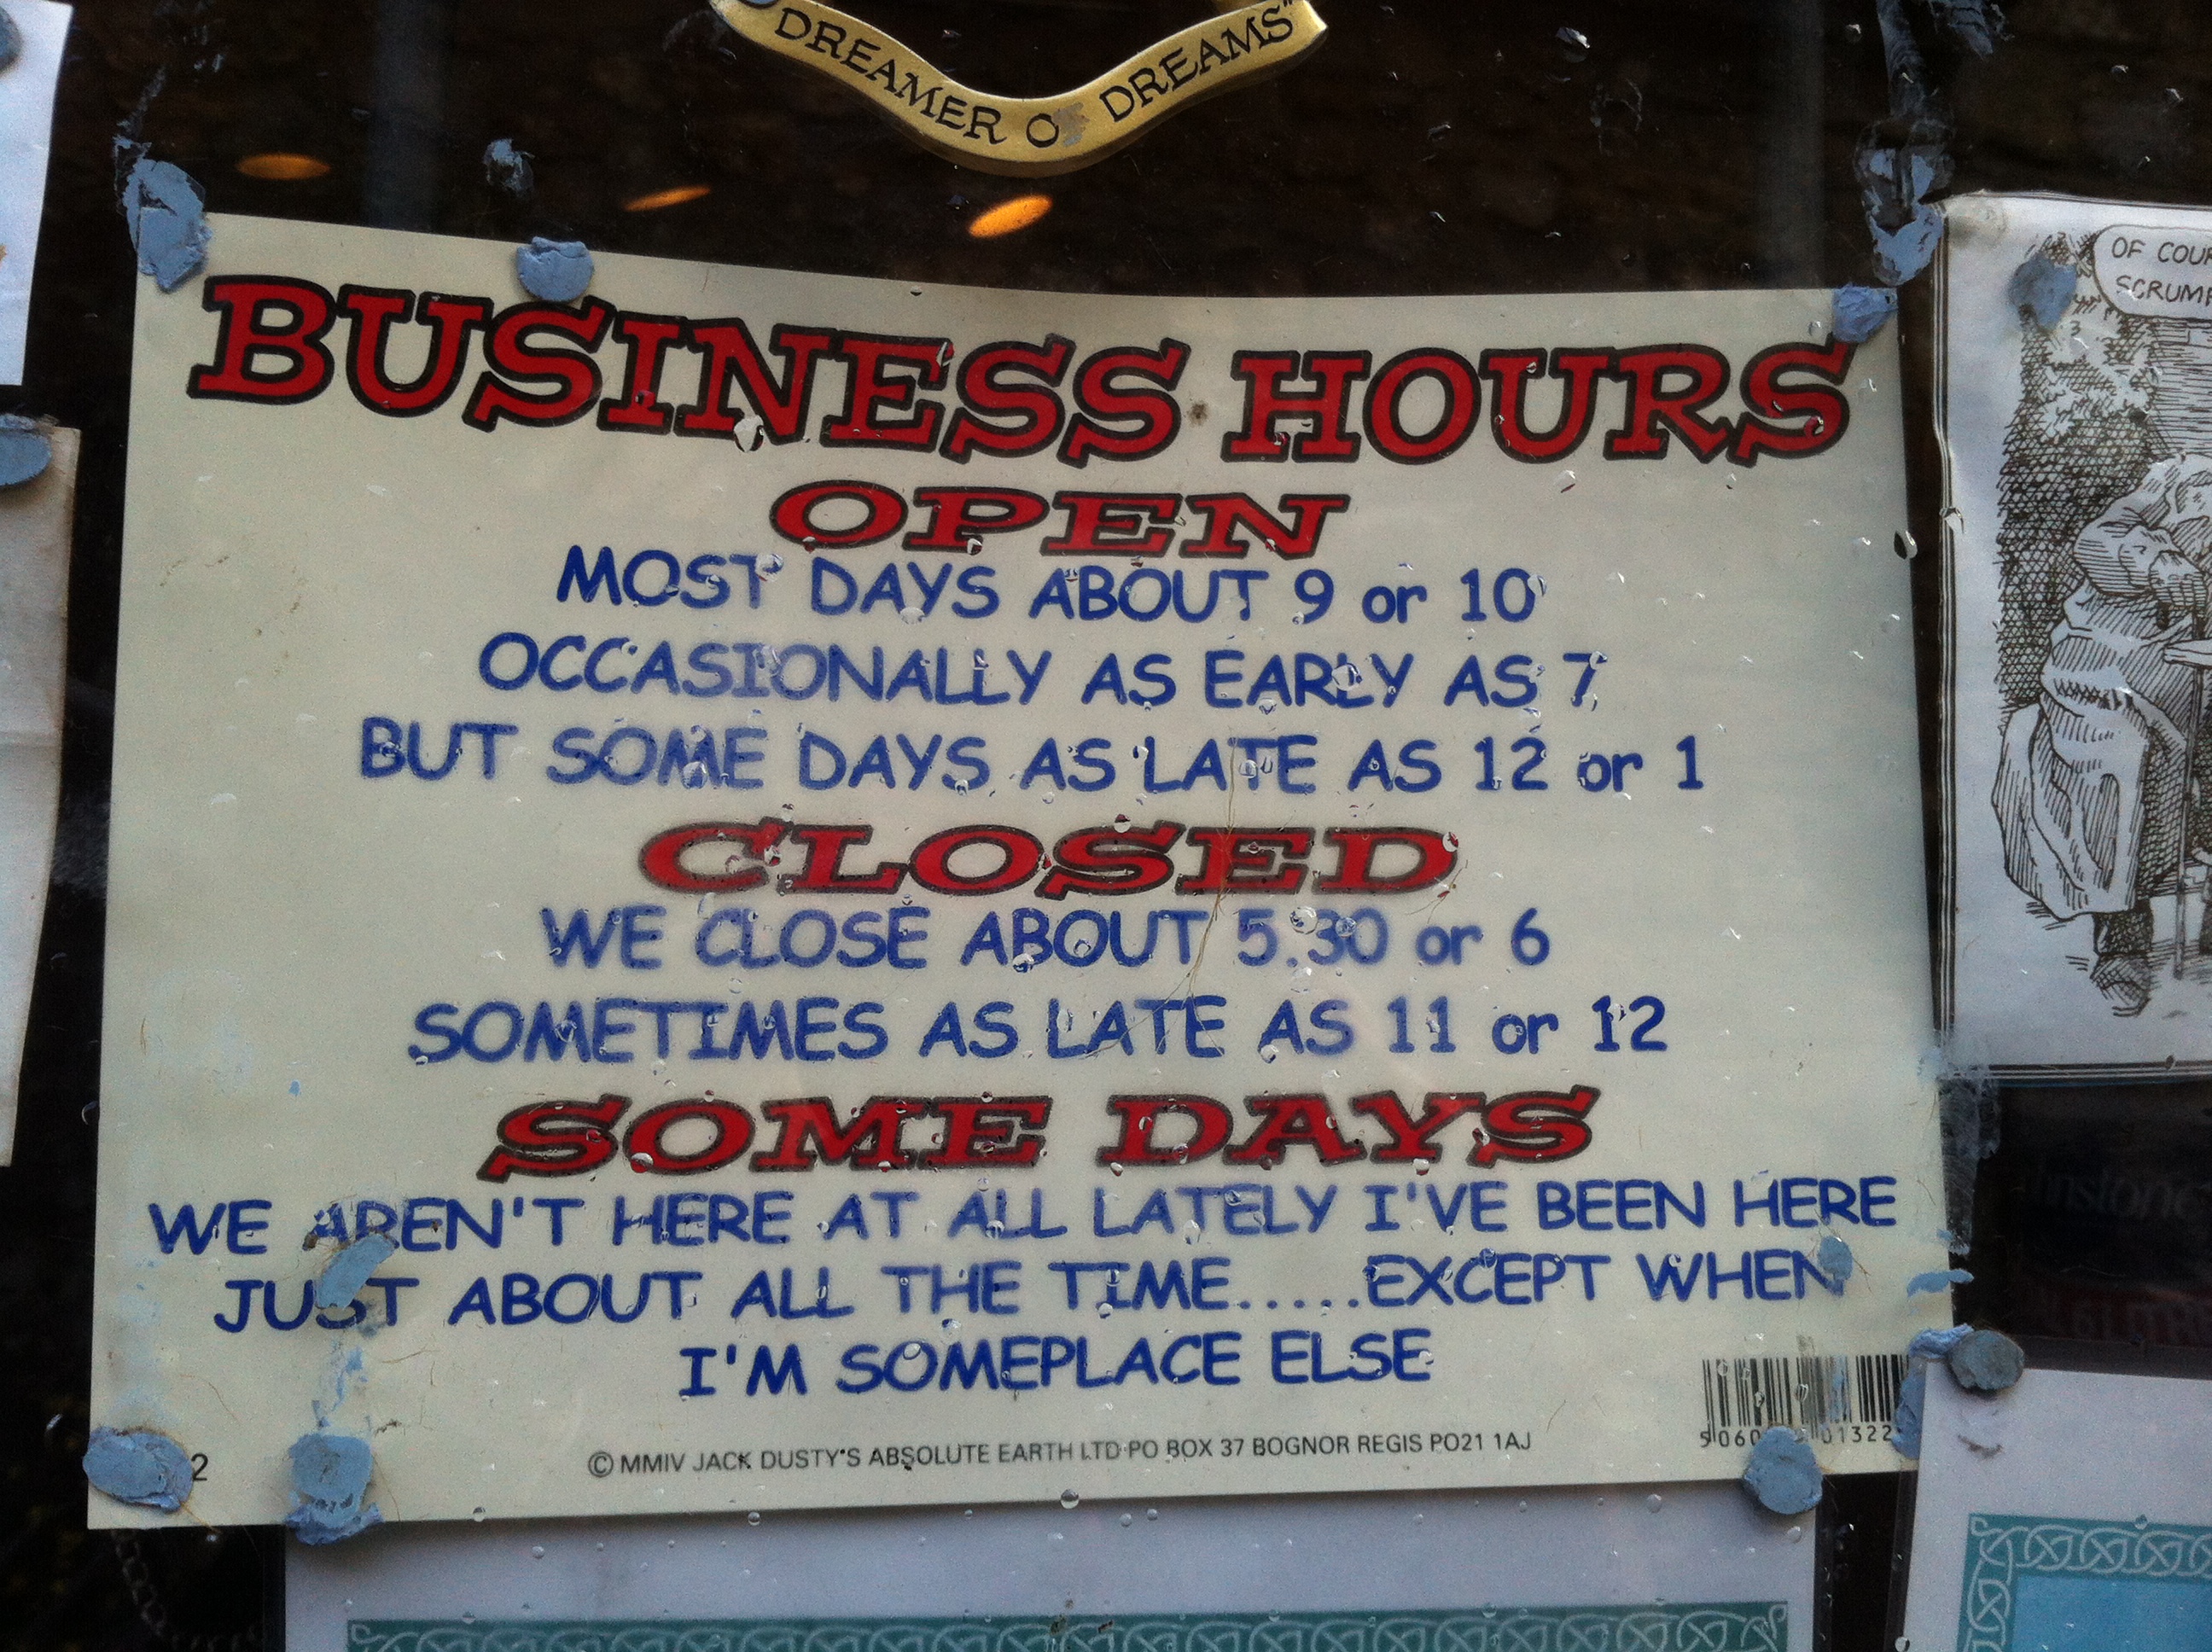 DREAMER OF DREAMS"
BUSINESS HOURS
OPEN
MOST DAYS ABOUT 9 or 10
OCCASIONALLY AS EARLY AS 7
BUT SOME DAYS AS LATE AS 12 or 1
CLOSED
WE CLOSE ABOUT 5.30 or 6
SOMETIMES AS LATE AS 11 or 12
SOME DAYS
WE AREN'T HERE AT ALL LATELY I'VE BEEN HERE
JUST ABOUT ALL THE TIME.....EXCEPT WHEN
I'M SOMEPLACE ELSE
© MMIV JACK DUSTY'S ABSOLUTE EARTH LTD PO BOX 37 BOGNOR REGIS PO21 1AJ
OF